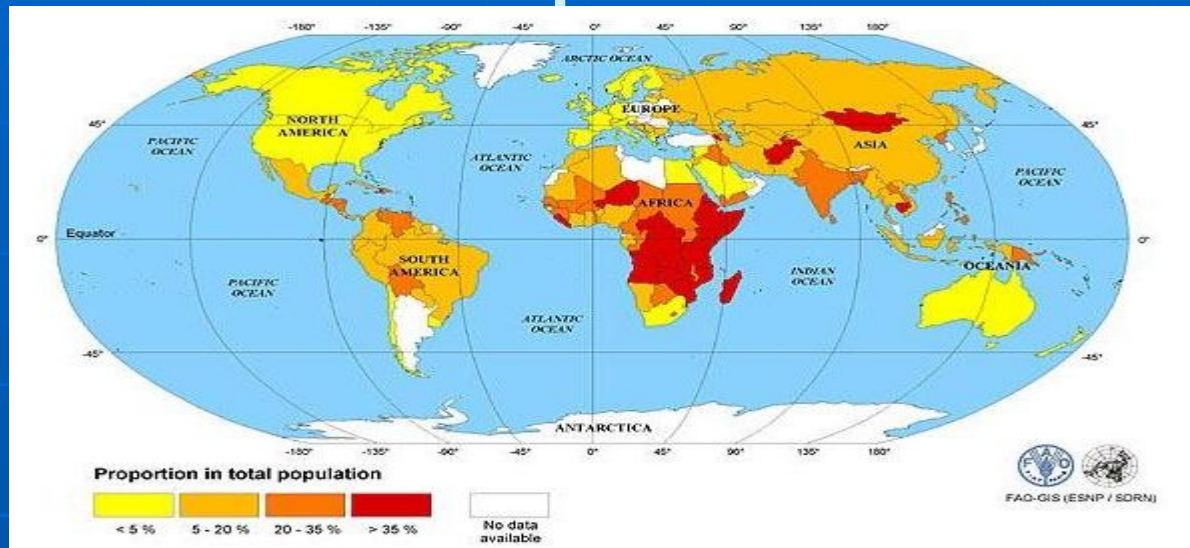 -180° -135° -90° -45° 0° 45° 90° 135° 180°
ARCTIC OCEAN
EUROPE
NORTH
AMERICA
45°
45°
PACIFIC
OCEAN
ATLANTIC
OCEAN
ASIA
PACIFIC
OCEAN
AFRICA
0°
Equator
0°
SOUTH
AMERICA
INDIAN
OCEAN
OCEANIA
PACIFIC
OCEAN
ATLANTIC
OCEAN
-45°
-45°
ANTARCTICA
-180° -135° -90° -45° 0° 45° 90° 135° 180°
Proportion in total population
< 5 % 5 - 20 % 20 - 35 % > 35 % No data
available
FAO-GIS (ESNP / SDRN)